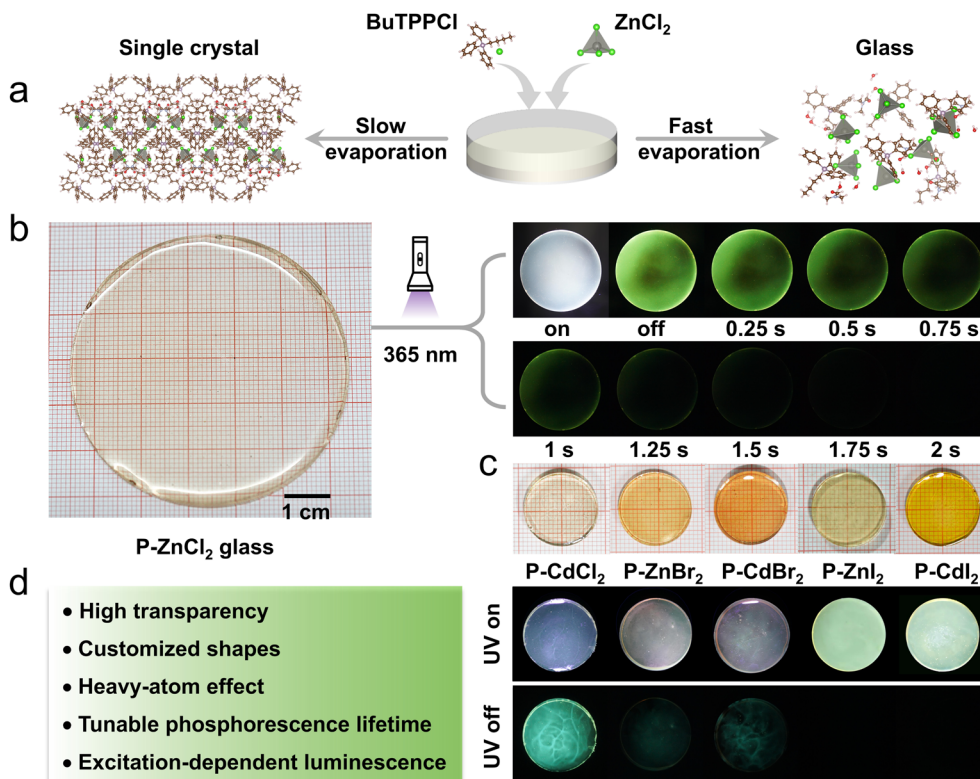 BuTPPCl
ZnCl₂
Single crystal
Glass
a
Slow
evaporation
Fast
evaporation
b
365 nm
on
off
0.25 s
0.5 s
0.75 s
1 s
1.25 s
1.5 s
1.75 s
2 s
1 cm
P-ZnCl₂ glass
c
P-CdCl₂
P-ZnBr₂
P-CdBr₂
P-ZnI₂
P-CdI₂
UV on
UV off
d
• High transparency
• Customized shapes
• Heavy-atom effect
• Tunable phosphorescence lifetime
• Excitation-dependent luminescence